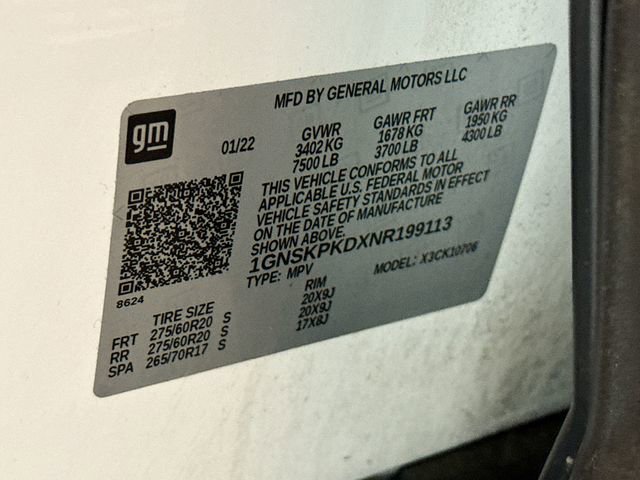 MFD BY GENERAL MOTORS LLC
gm
01/22
GVWR GAWR FRT GAWR RR
3402 KG 1678 KG 1950 KG
7500 LB 3700 LB 4300 LB
THIS VEHICLE CONFORMS TO ALL
APPLICABLE U.S. FEDERAL MOTOR
VEHICLE SAFETY STANDARDS IN EFFECT
ON THE DATE OF MANUFACTURE
SHOWN ABOVE.
1GNSKPKDXNR199113
TYPE: MPV MODEL: X3CK10706
8624
TIRE SIZE RIM
FRT 275/60R20 S 20X9J
RR 275/60R20 S 20X9J
SPA 265/70R17 S 17X8J